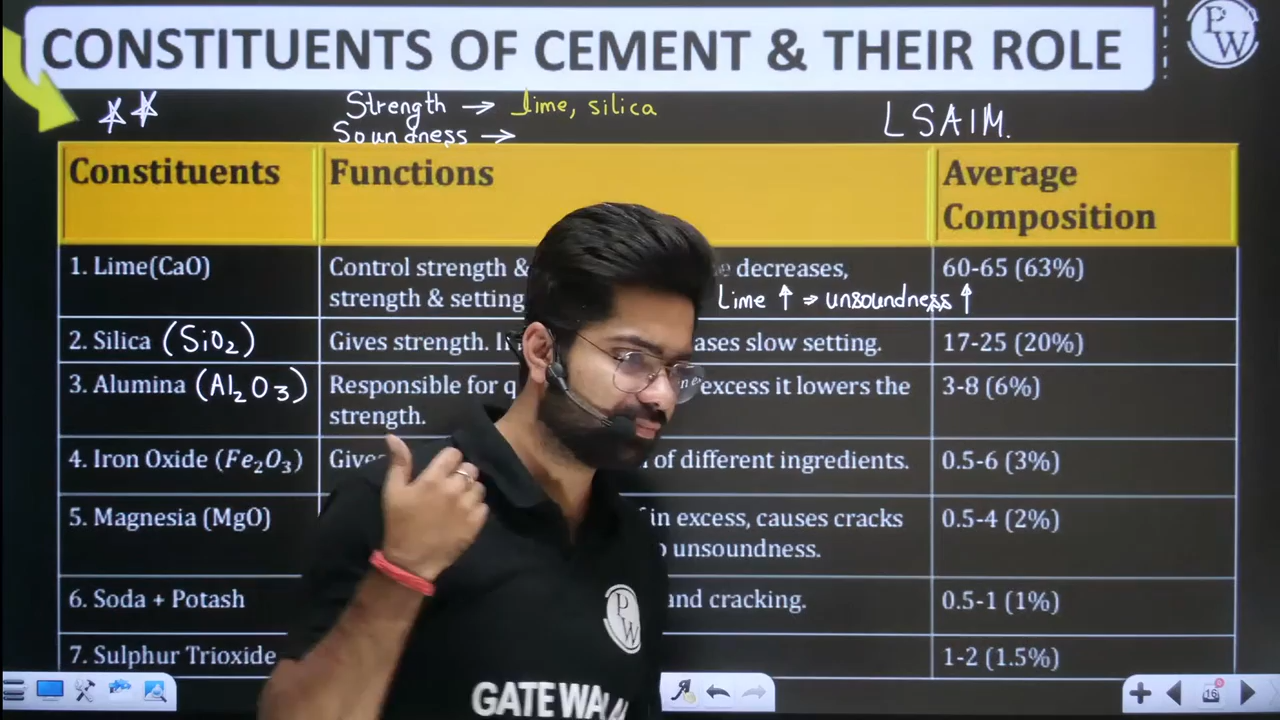 CONSTITUENTS OF CEMENT & THEIR ROLE
PW
Strength → lime, silica
LSAIM.
Soundness →
Constituents
Functions
Average
Composition
1. Lime(CaO)
Control strength &
decreases,
60-65 (63%)
strength & setting
Lime ↑ ⇒ unsoundness ↑
2. Silica (SiO2)
Gives strength.
slow setting.
17-25 (20%)
3. Alumina (Al2O3)
Responsible for
excess it lowers the
3-8 (6%)
strength.
4. Iron Oxide (Fe2O3)
of different ingredients.
0.5-6 (3%)
5. Magnesia (MgO)
in excess, causes cracks
0.5-4 (2%)
unsoundness.
6. Soda + Potash
and cracking.
0.5-1 (1%)
7. Sulphur Trioxide
1-2 (1.5%)
PW
GATE WALL
16